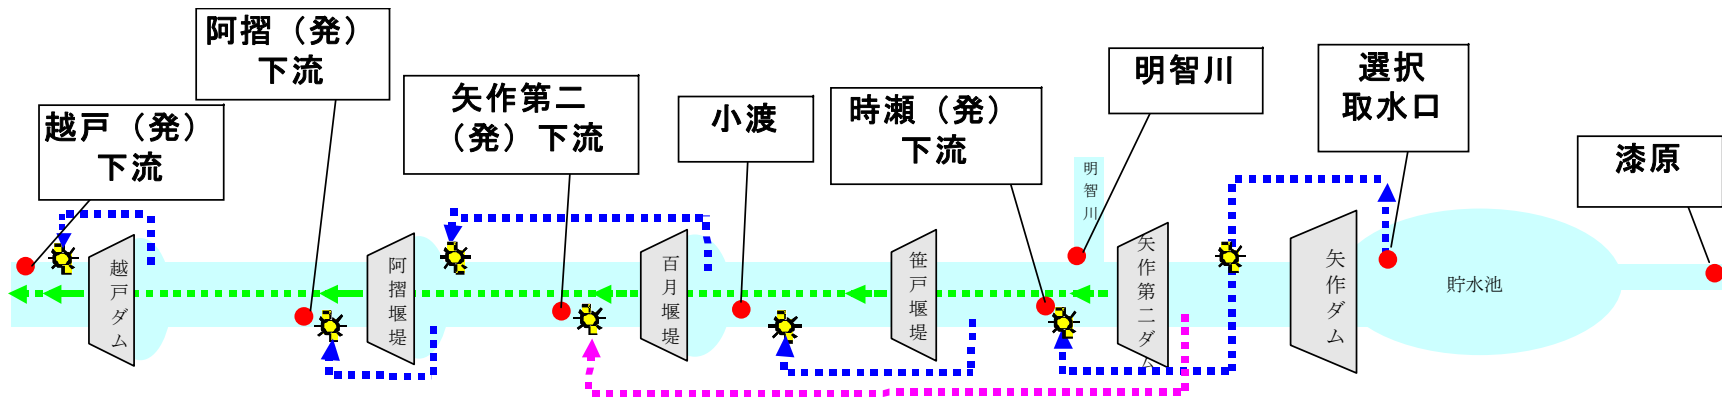 越戸（発）
下流
阿摺（発）
下流
矢作第二
（発）下流
小渡
時瀬（発）
下流
明智川
選択
取水口
漆原
越戸ダム
阿摺堰堤
百月堰堤
笹戸堰堤
明智川
矢作第二ダム
矢作ダム
貯水池